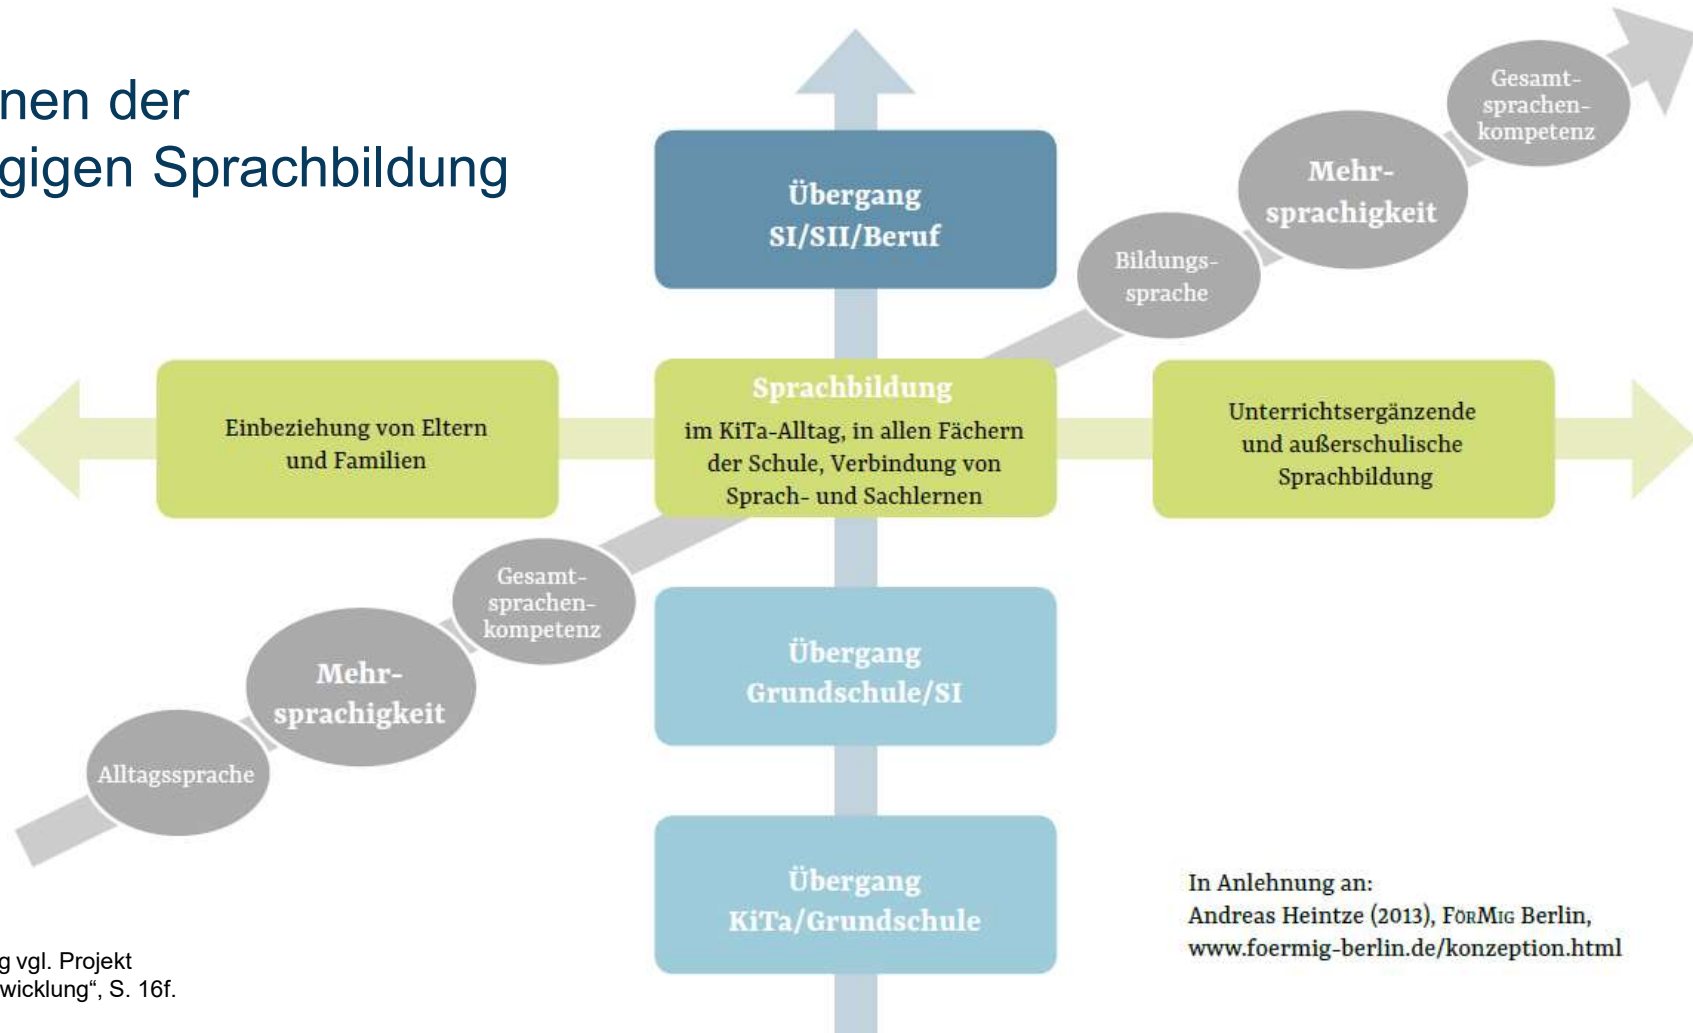 nen der
gigen Sprachbildung
Gesamt-
sprachen-
kompetenz
Mehr-
sprachigkeit
Bildungs-
sprache
Übergang
SI/SII/Beruf
Einbeziehung von Eltern
und Familien
Sprachbildung
im KiTa-Alltag, in allen Fächern
der Schule, Verbindung von
Sprach- und Sachlernen
Unterrichtsergänzende
und außerschulische
Sprachbildung
Gesamt-
sprachen-
kompetenz
Mehr-
sprachigkeit
Alltagssprache
Übergang
Grundschule/SI
Übergang
KiTa/Grundschule
In Anlehnung an:
Andreas Heintze (2013), FörMig Berlin,
www.foermig-berlin.de/konzeption.html
g vgl. Projekt
wicklung“, S. 16f.